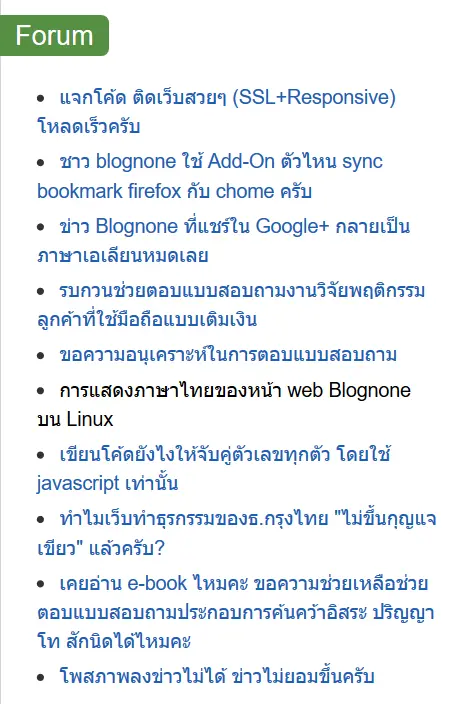 Forum
แจกโค้ด ติดเว็บสวยๆ (SSL+Responsive)
โหลดเร็วครับ
ชาว blognone ใช้ Add-On ตัวไหน sync
bookmark firefox กับ chome ครับ
ข่าว Blognone ที่แชร์ใน Google+ กลายเป็น
ภาษาเอเลียนหมดเลย
รบกวนช่วยตอบแบบสอบถามงานวิจัยพฤติกรรม
ลูกค้าที่ใช้มือถือแบบเติมเงิน
ขอความอนุเคราะห์ในการตอบแบบสอบถาม
การแสดงภาษาไทยของหน้า web Blognone
บน Linux
เขียนโค้ดยังไงให้จับคู่ตัวเลขทุกตัว โดยใช้
javascript เท่านั้น
ทำไมเว็บทำธุรกรรมของธ.กรุงไทย "ไม่ขึ้นกุญแจ
เขียว" แล้วครับ?
เคยอ่าน e-book ไหมคะ ขอความช่วยเหลือช่วย
ตอบแบบสอบถามประกอบการค้นคว้าอิสระ ปริญญา
โท สักนิดได้ไหมคะ
โพสภาพลงข่าวไม่ได้ ข่าวไม่ยอมขึ้นครับ